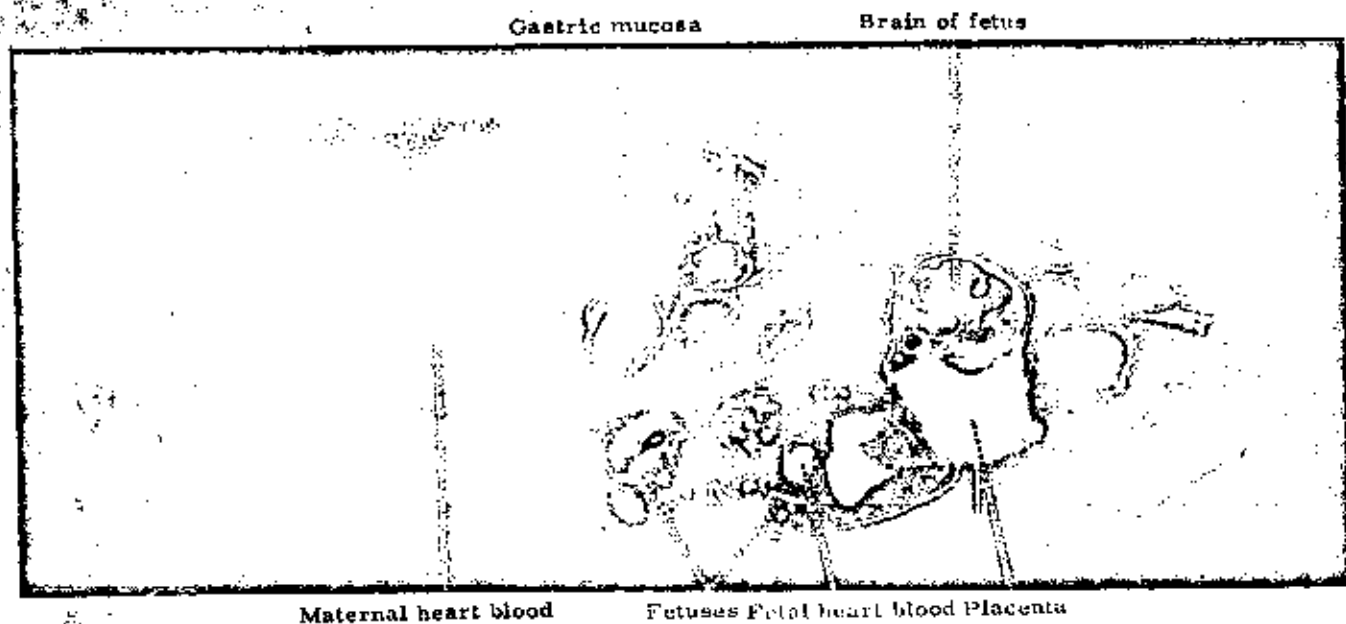 Gastric mucosa Brain of fetus
Maternal heart blood Fetuses Fetal heart blood Placenta